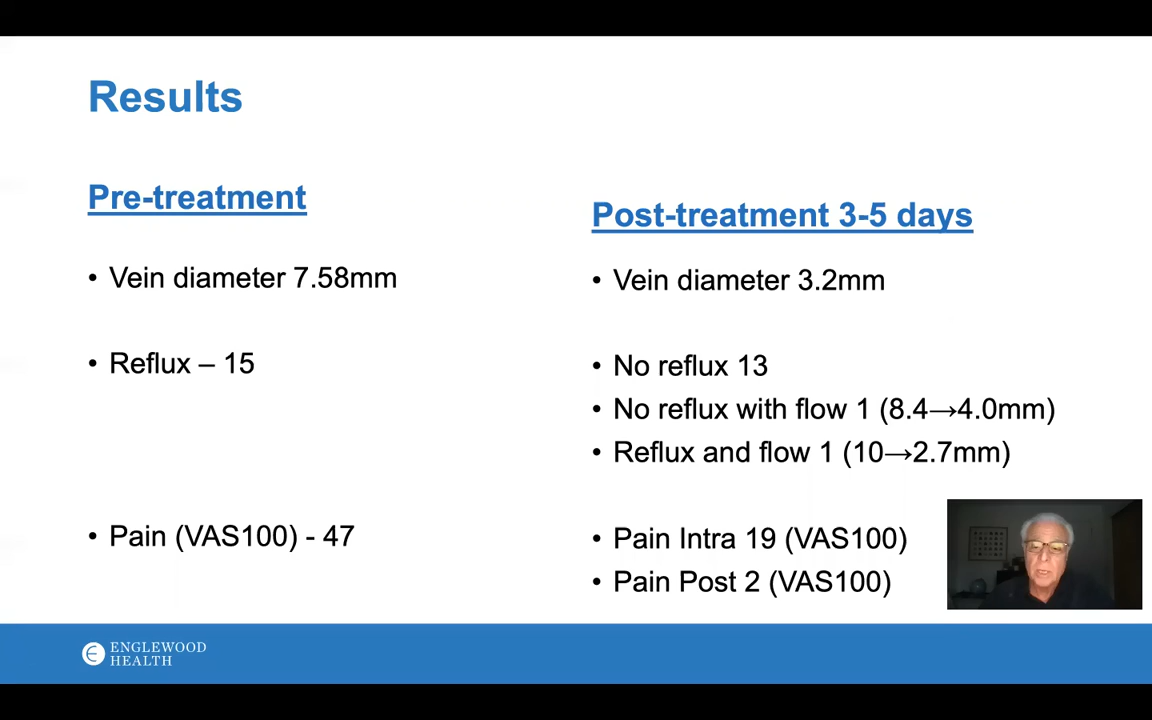 Results
Pre-treatment
• Vein diameter 7.58mm
• Reflux – 15
• Pain (VAS100) - 47
Post-treatment 3-5 days
• Vein diameter 3.2mm
• No reflux 13
• No reflux with flow 1 (8.4→4.0mm)
• Reflux and flow 1 (10→2.7mm)
• Pain Intra 19 (VAS100)
• Pain Post 2 (VAS100)
ENGLEWOOD
HEALTH